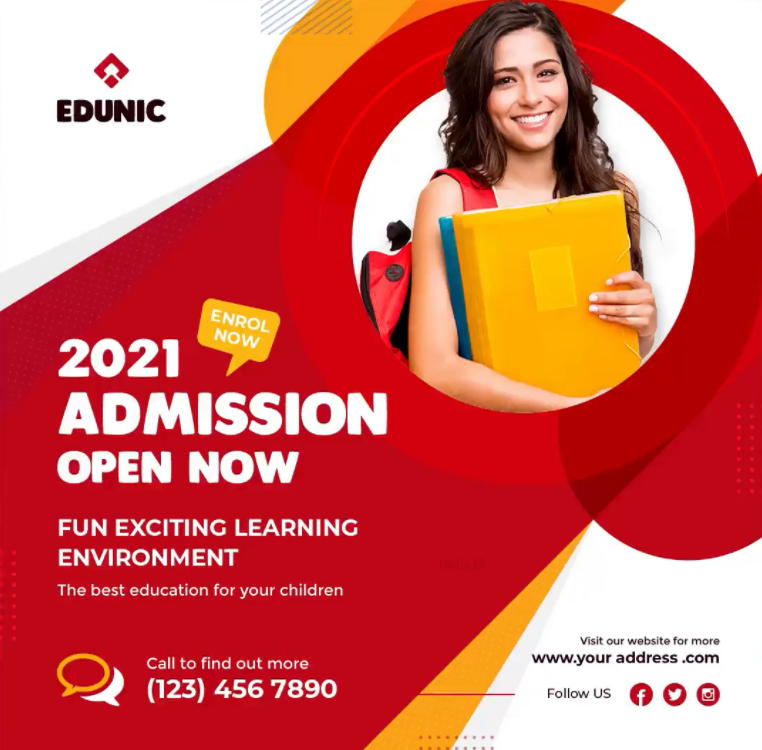 EDUNIC
ENROL
NOW
2021
ADMISSION
OPEN NOW
FUN EXCITING LEARNING
ENVIRONMENT
The best education for your children
Call to find out more
(123) 456 7890
Visit our website for more
www.your address .com
Follow US